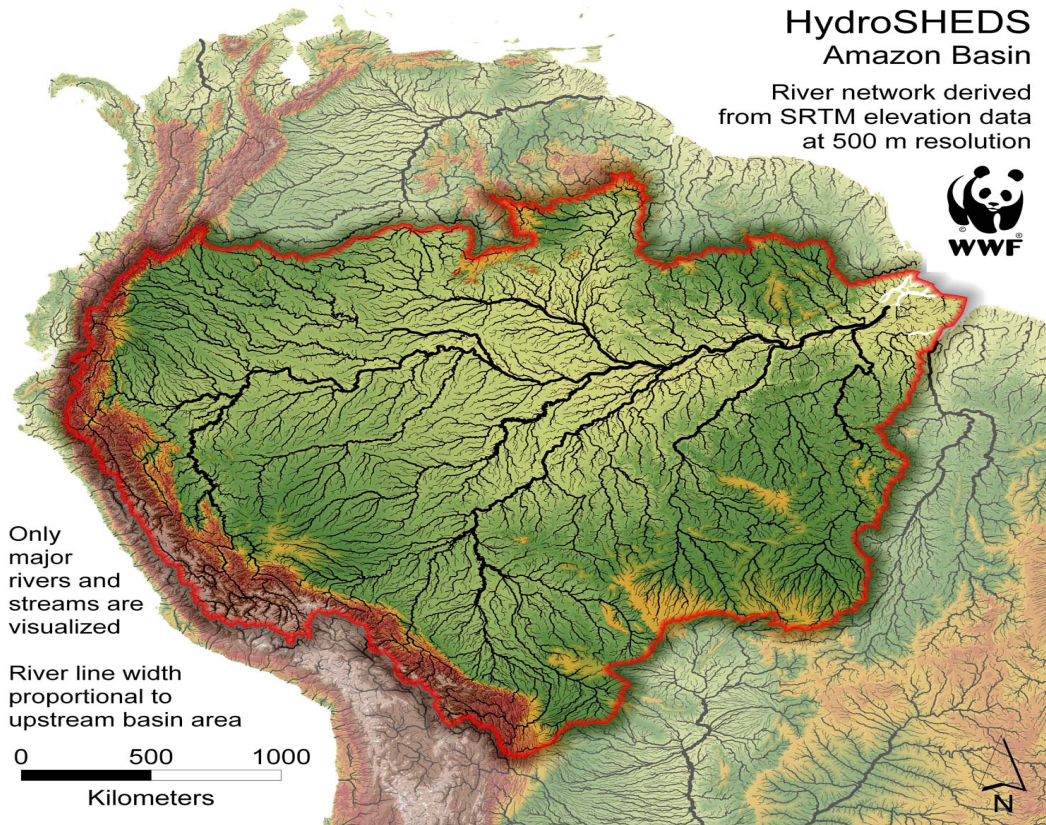 HydroSHEDS
Amazon Basin
River network derived
from SRTM elevation data
at 500 m resolution
©
®
WWF
Only
major
rivers and
streams are
visualized
River line width
proportional to
upstream basin area
0 500 1000
Kilometers
N